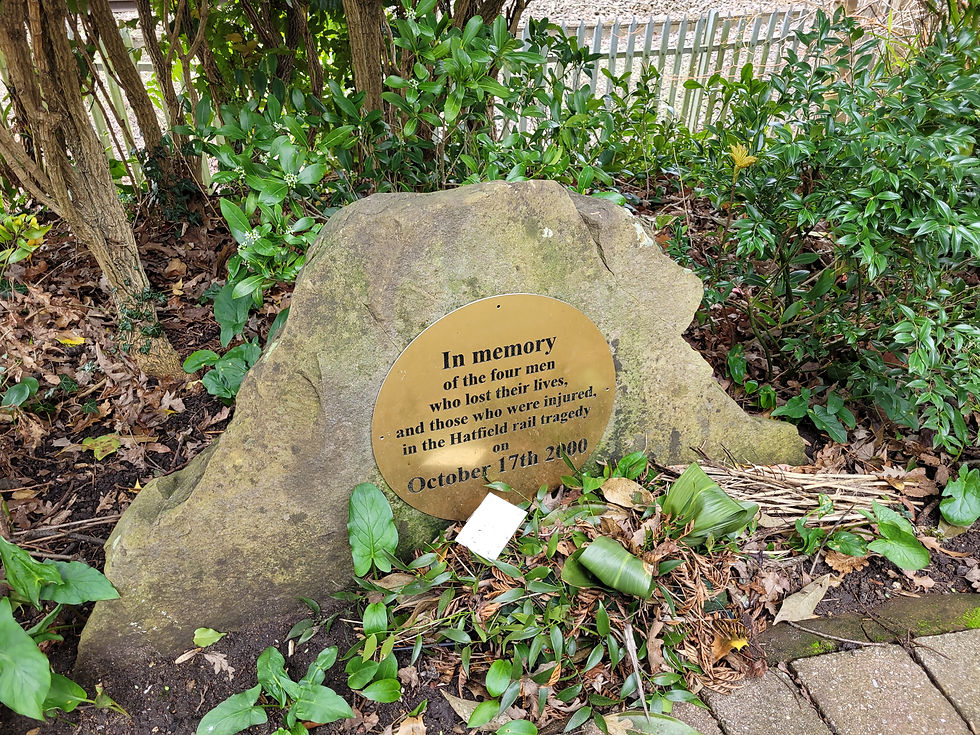 In memory
of the four men
who lost their lives,
and those who were injured,
in the Hatfield rail tragedy
on
October 17th 2000